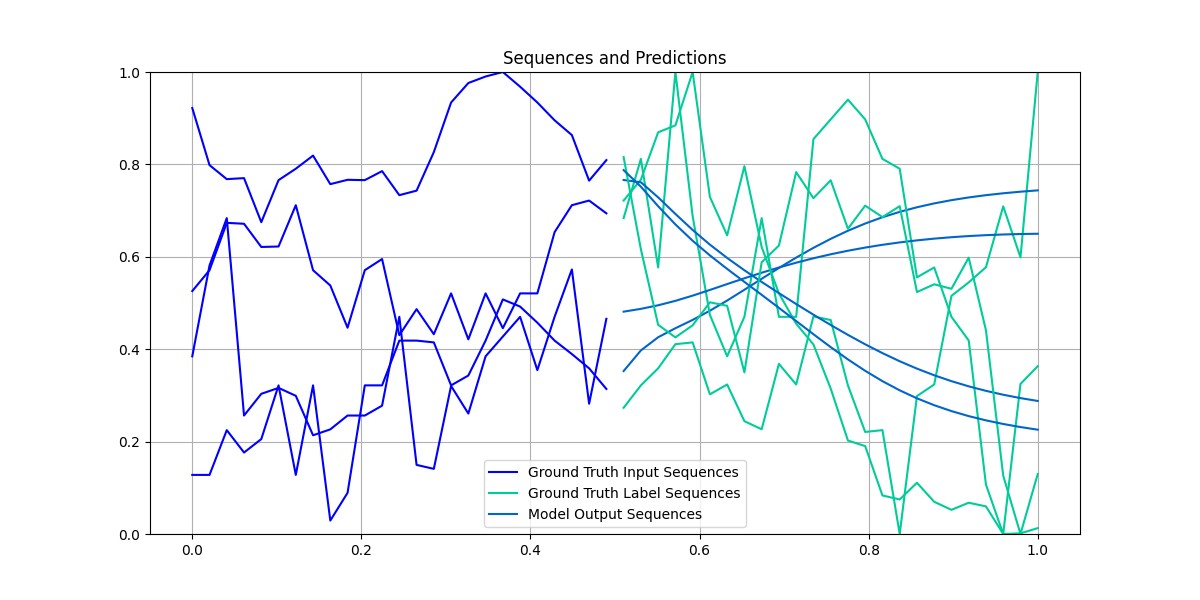 Sequences and Predictions
1.0
0.8
0.6
0.4
0.2
0.0
Ground Truth Input Sequences
Ground Truth Label Sequences
Model Output Sequences
0.0 0.2 0.4 0.6 0.8 1.0